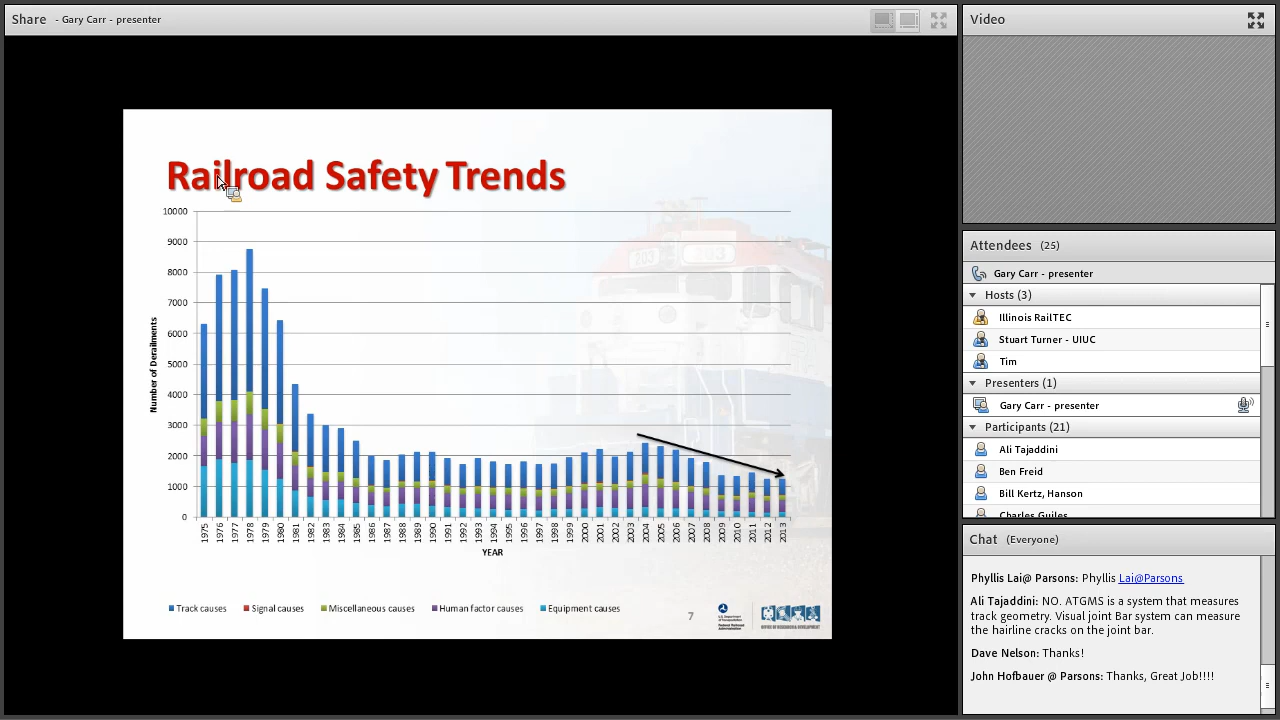 Share - Gary Carr - presenter
Railroad Safety Trends
10000
9000
8000
7000
6000
5000
4000
3000
2000
1000
0
Number of Derailments
1975 1976 1977 1978 1979 1980 1981 1982 1983 1984 1985 1986 1987 1988 1989 1990 1991 1992 1993 1994 1995 1996 1997 1998 1999 2000 2001 2002 2003 2004 2005 2006 2007 2008 2009 2010 2011 2012 2013
YEAR
Track causes Signal causes Miscellaneous causes Human factor causes Equipment causes
7
Video
Attendees (25)
Gary Carr - presenter
Hosts (3)
Illinois RailTEC
Stuart Turner - UIUC
Tim
Presenters (1)
Gary Carr - presenter
Participants (21)
Ali Tajaddini
Ben Freid
Bill Kertz, Hanson
Charles Guiles
Chat (Everyone)
Phyllis Lai@ Parsons: Phyllis Lai@Parsons
Ali Tajaddini: NO. ATGMS is a system that measures
track geometry. Visual joint Bar system can measure
the hairline cracks on the joint bar.
Dave Nelson: Thanks!
John Hofbauer @ Parsons: Thanks, Great Job!!!!